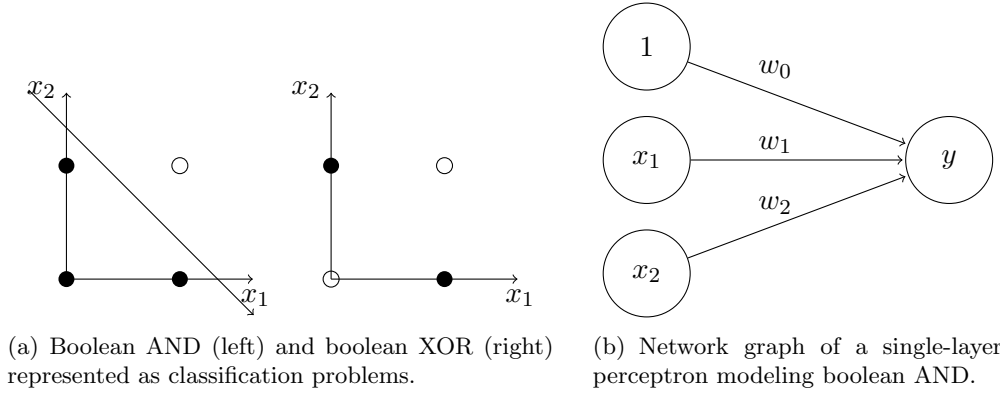 x₂
x₁
x₂
x₁
(a) Boolean AND (left) and boolean XOR (right)
represented as classification problems.
1
x₁
x₂
w₀
w₁
w₂
y
(b) Network graph of a single-layer
perceptron modeling boolean AND.